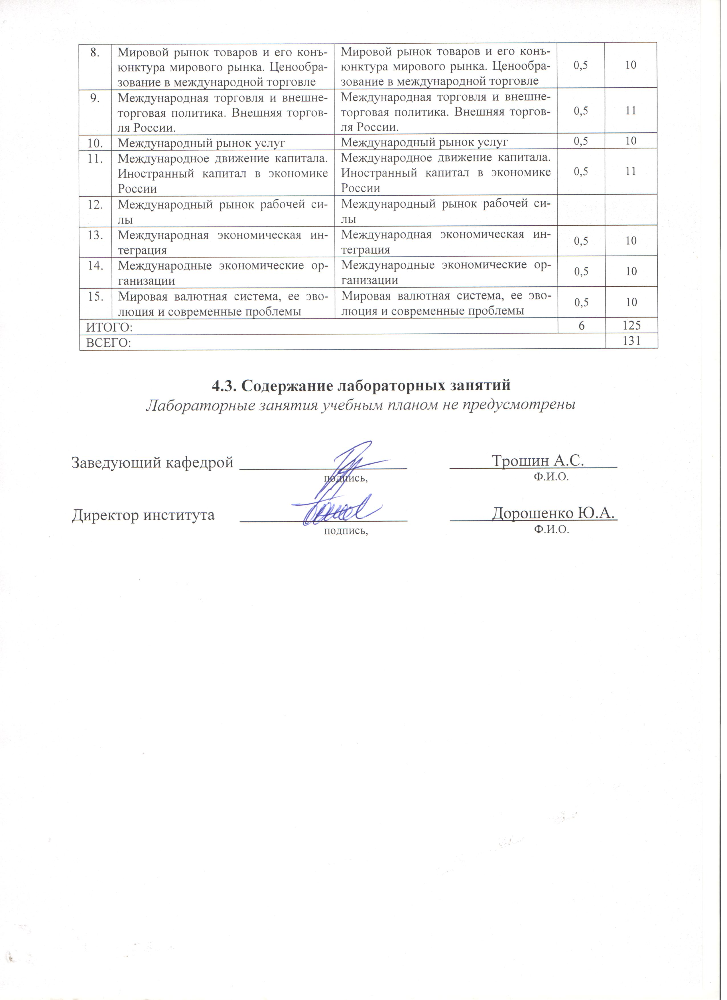 8. Мировой рынок товаров и его конъ- Мировой рынок товаров и его конъ-
юнктура мирового рынка. Ценообра- юнктура мирового рынка. Ценообра- 0,5 10
зование в международной торговле зование в международной торговле
9. Международная торговля и внешне- Международная торговля и внешне-
торговая политика. Внешняя торгов- торговая политика. Внешняя торгов- 0,5 11
ля России. ля России.
10. Международный рынок услуг Международный рынок услуг 0,5 10
11. Международное движение капитала. Международное движение капитала.
Иностранный капитал в экономике Иностранный капитал в экономике 0,5 11
России России
12. Международный рынок рабочей си- Международный рынок рабочей си-
лы лы
13. Международная экономическая ин- Международная экономическая ин- 0,5 10
теграция теграция
14. Международные экономические ор- Международные экономические ор- 0,5 10
ганизации ганизации
15. Мировая валютная система, ее эво- Мировая валютная система, ее эво- 0,5 10
люция и современные проблемы люция и современные проблемы
ИТОГО: 6 125
ВСЕГО: 131
4.3. Содержание лабораторных занятий
Лабораторные занятия учебным планом не предусмотрены
Заведующий кафедрой Трошин А.С.
подпись, Ф.И.О.
Директор института Дорошенко Ю.А.
подпись, Ф.И.О.